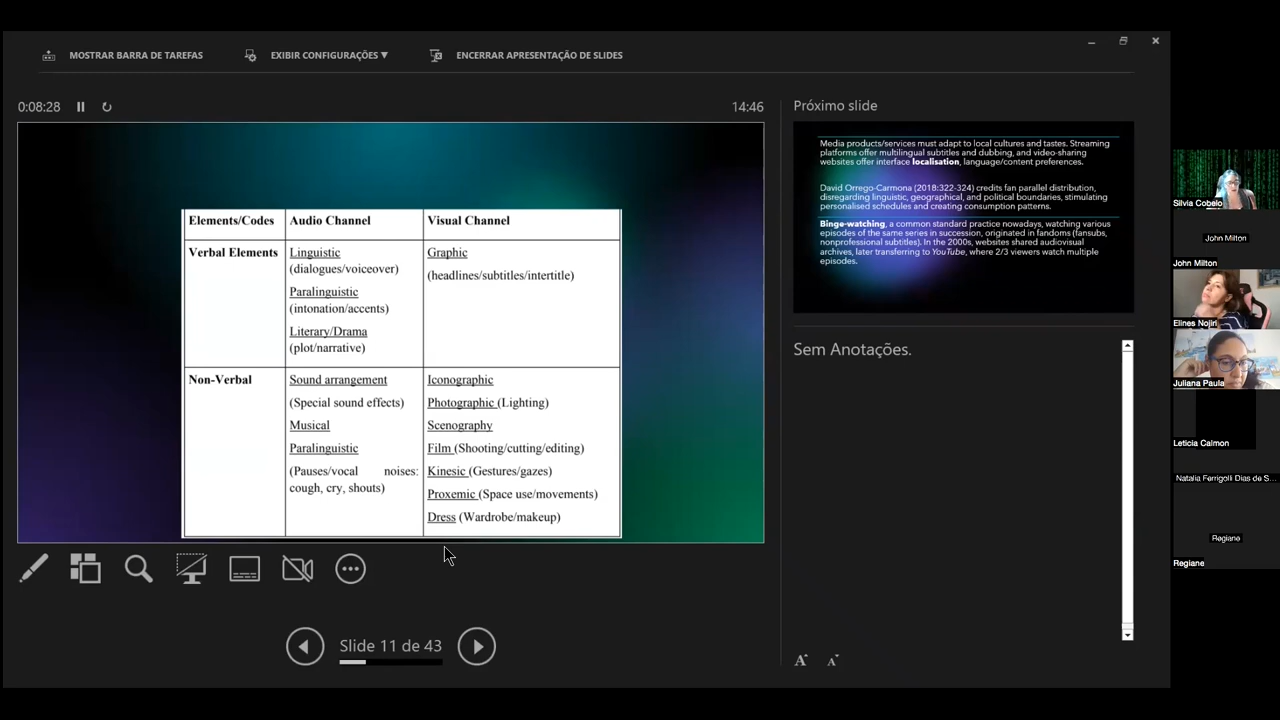 MOSTRAR BARRA DE TAREFAS
EXIBIR CONFIGURAÇÕES ▼
ENCERRAR APRESENTAÇÃO DE SLIDES
0:08:28
14:46
Elements/Codes Audio Channel Visual Channel
Verbal Elements
Linguistic
(dialogues/voiceover)
Paralinguistic
(intonation/accents)
Literary/Drama
(plot/narrative)
Graphic
(headlines/subtitles/intertitle)
Non-Verbal
Sound arrangement
(Special sound effects)
Musical
Paralinguistic
(Pauses/vocal noises:
cough, cry, shouts)
Iconographic
Photographic (Lighting)
Scenography
Film (Shooting/cutting/editing)
Kinesic (Gestures/gazes)
Proxemic (Space use/movements)
Dress (Wardrobe/makeup)
Slide 11 de 43
Próximo slide
Media products/services must adapt to local cultures and tastes. Streaming
platforms offer multilingual subtitles and dubbing, and video-sharing
websites offer interface localisation, language/content preferences.
David Orrego-Carmona (2018:322-324) credits fan parallel distribution,
disregarding linguistic, geographical, and political boundaries, stimulating
personalised schedules and creating consumption patterns.
Binge-watching, a common standard practice nowadays, watching various
episodes of the same series in succession, originated in fandoms (fansubs,
nonprofessional subtitles). In the 2000s, websites shared audiovisual
archives, later transferring to YouTube, where 2/3 viewers watch multiple
episodes.
Sem Anotações.
A A
Silvia Cobelo
John Milton
John Milton
Elines Nojiri
Juliana Paula
Leticia Calmon
Natalia Ferrigolli Dias de S...
Regiane
Regiane